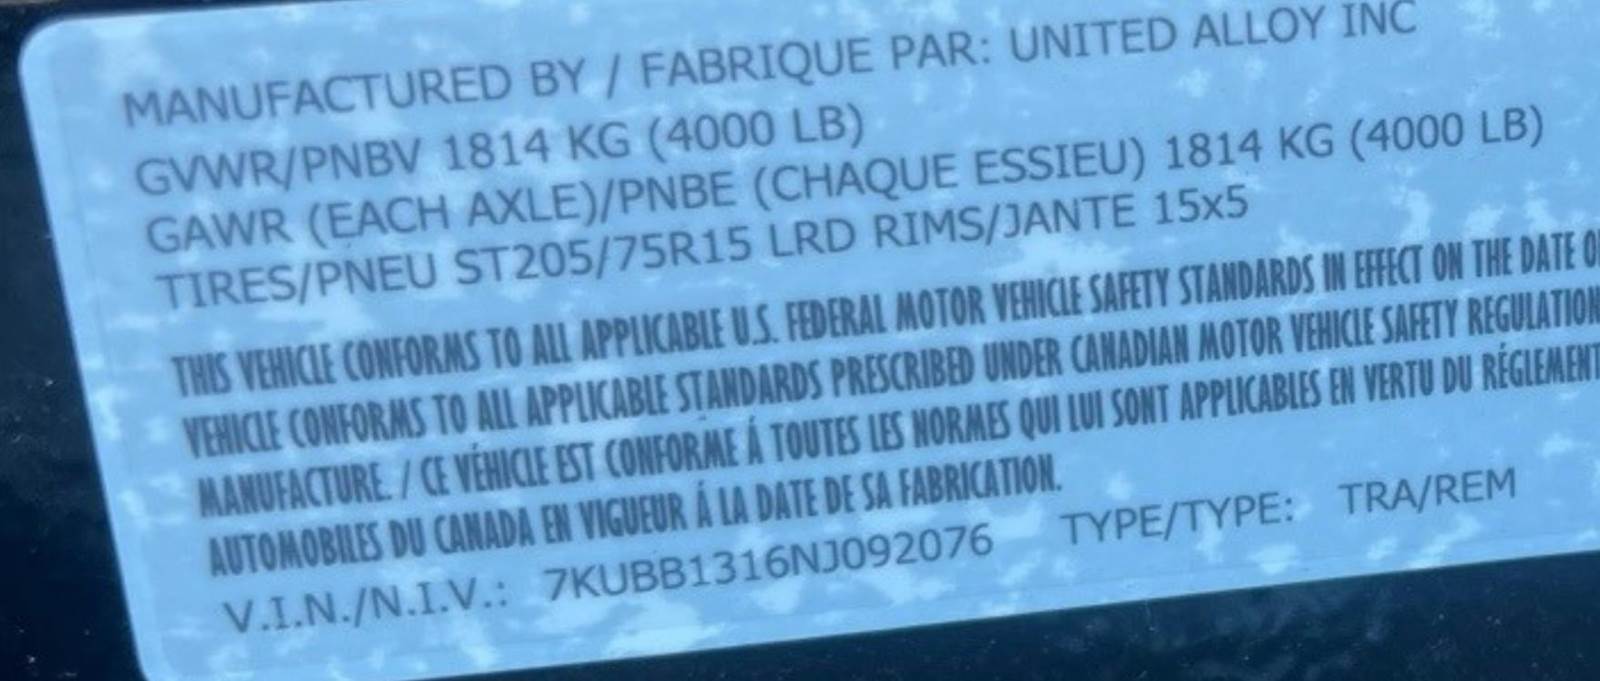 MANUFACTURED BY / FABRIQUE PAR: UNITED ALLOY INC
GVWR/PNBV 1814 KG (4000 LB)
GAWR (EACH AXLE)/PNBE (CHAQUE ESSIEU) 1814 KG (4000 LB)
TIRES/PNEU ST205/75R15 LRD RIMS/JANTE 15x5
THIS VEHICLE CONFORMS TO ALL APPLICABLE U.S. FEDERAL MOTOR VEHICLE SAFETY STANDARDS IN EFFECT ON THE DATE
VEHICLE CONFORMS TO ALL APPLICABLE STANDARDS PRESCRIBED UNDER CANADIAN MOTOR VEHICLE SAFETY REGULATION
MANUFACTURE. / CE VÉHICLE EST CONFORME Á TOUTES LES NORMES QUI LUI SONT APPLICABLES EN VERTU DU RÉGLEMENT
AUTOMOBILES DU CANADA EN VIGUEUR Á LA DATE DE SA FABRICATION.
V.I.N./N.I.V.: 7KUBB1316NJ092076 TYPE/TYPE: TRA/REM